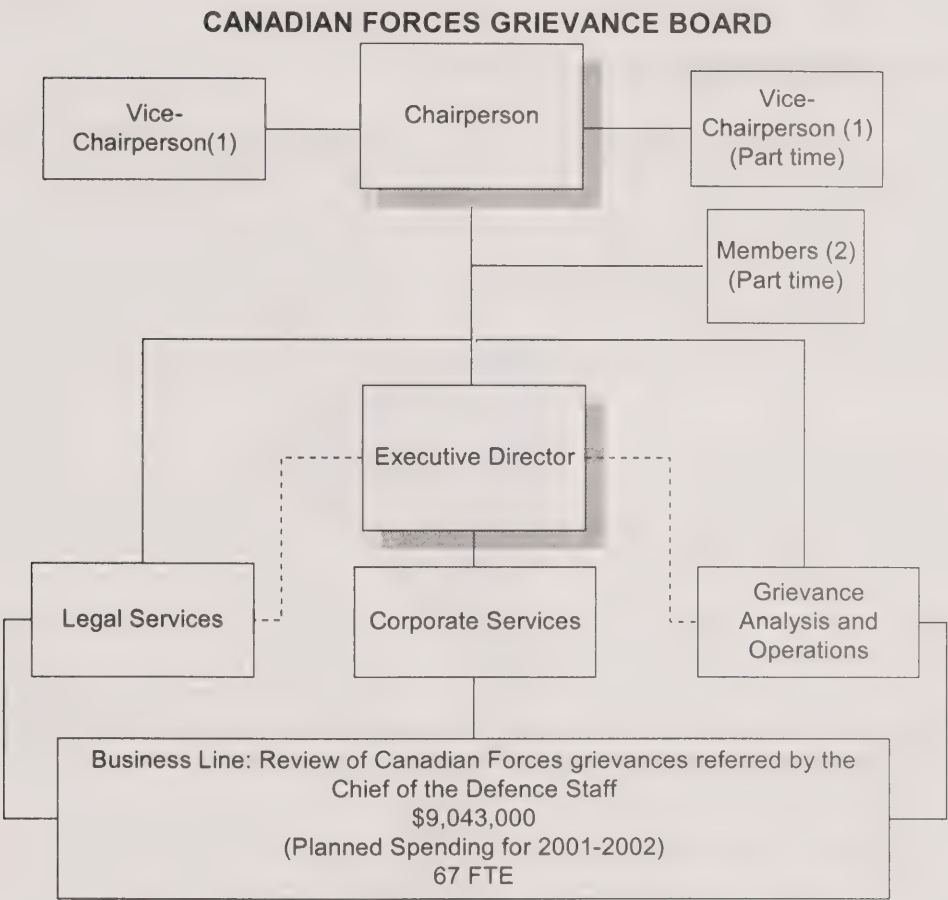 CANADIAN FORCES GRIEVANCE BOARD
Vice-
Chairperson(1)
Chairperson
Vice-
Chairperson (1)
(Part time)
Members (2)
(Part time)
Executive Director
Legal Services
Corporate Services
Grievance
Analysis and
Operations
Business Line: Review of Canadian Forces grievances referred by the
Chief of the Defence Staff
$9,043,000
(Planned Spending for 2001-2002)
67 FTE